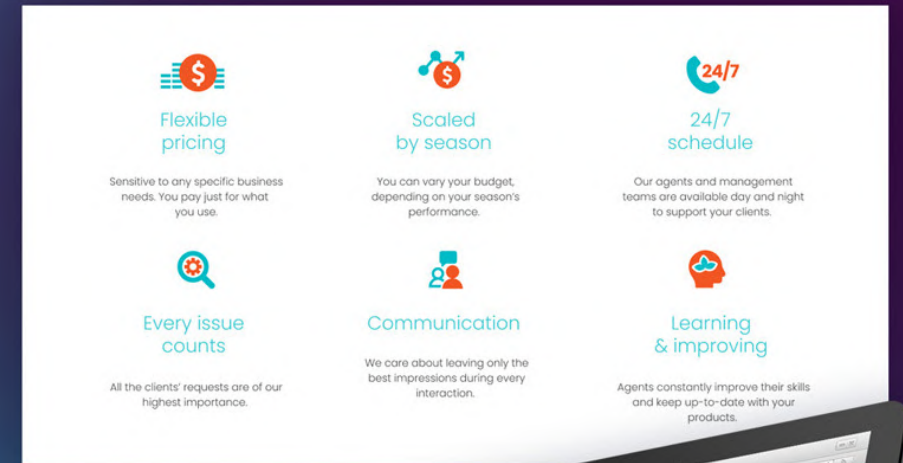 $
Flexible
pricing
Sensitive to any specific business
needs. You pay just for what
you use.
$
Scaled
by season
You can vary your budget,
depending on your season's
performance.
24/7
24/7
schedule
Our agents and management
teams are available day and night
to support your clients.
Every issue
counts
All the clients' requests are of our
highest importance.
Communication
We care about leaving only the
best impressions during every
interaction.
Learning
& improving
Agents constantly improve their skills
and keep up-to-date with your
products.